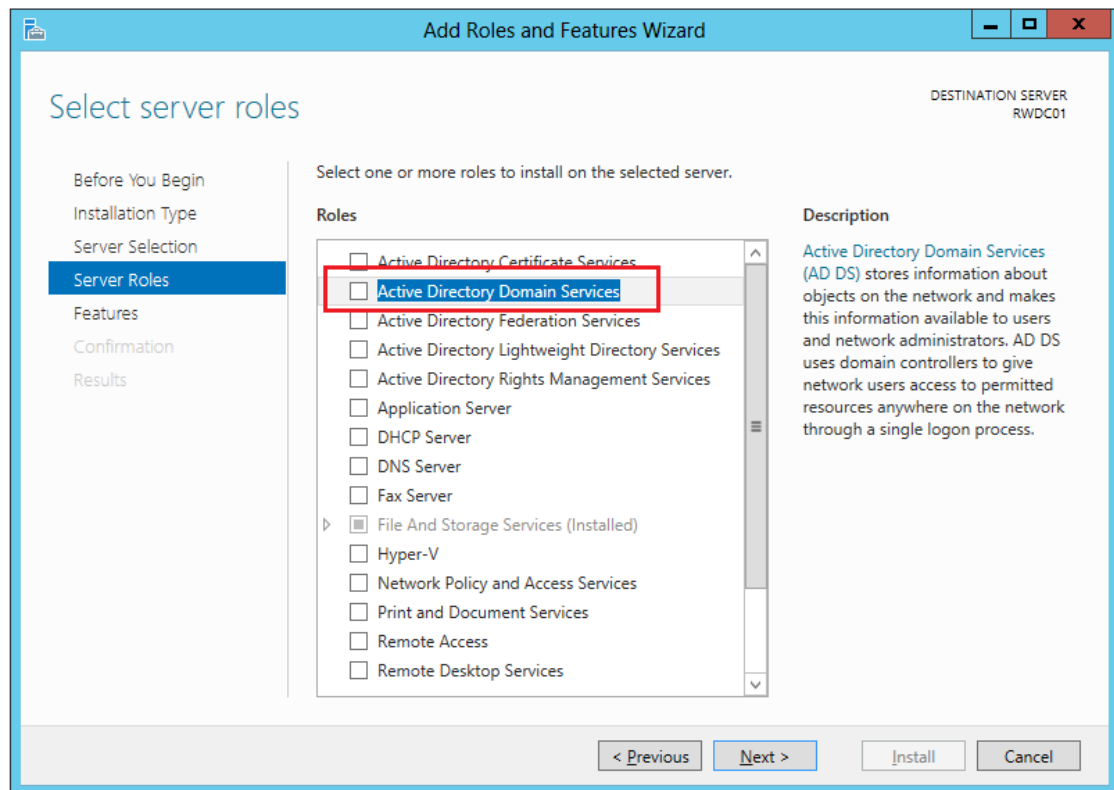 Add Roles and Features Wizard
Select server roles
DESTINATION SERVER
RWDC01
Before You Begin
Installation Type
Server Selection
Server Roles
Features
Confirmation
Results
Select one or more roles to install on the selected server.
Roles
Active Directory Certificate Services
Active Directory Domain Services
Active Directory Federation Services
Active Directory Lightweight Directory Services
Active Directory Rights Management Services
Application Server
DHCP Server
DNS Server
Fax Server
File And Storage Services (Installed)
Hyper-V
Network Policy and Access Services
Print and Document Services
Remote Access
Remote Desktop Services
Description
Active Directory Domain Services
(AD DS) stores information about
objects on the network and makes
this information available to users
and network administrators. AD DS
uses domain controllers to give
network users access to permitted
resources anywhere on the network
through a single logon process.
< Previous
Next >
Install
Cancel